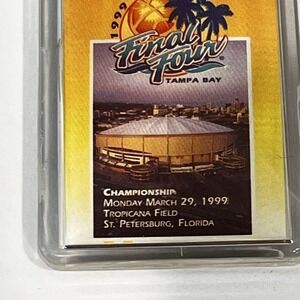 1999
Final
Four®
TAMPA BAY
CHAMPIONSHIP
MONDAY MARCH 29, 1999
TROPICANA FIELD
ST. PETERSBURG, FLORIDA